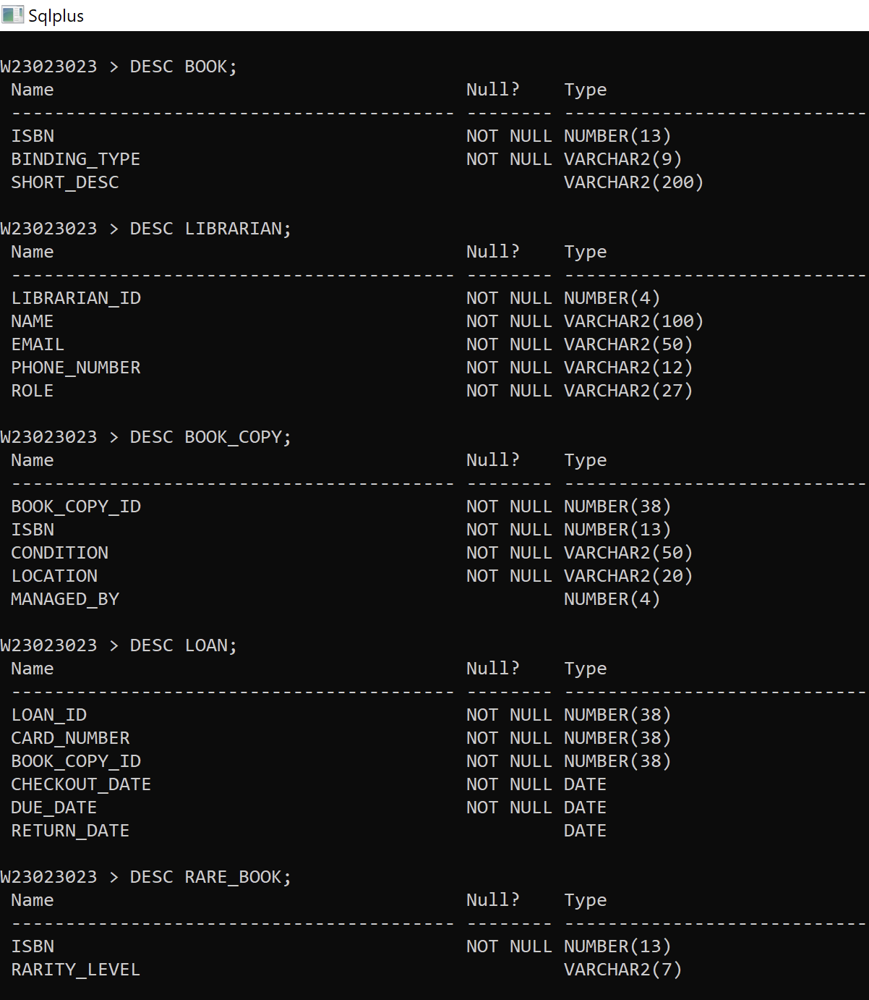 Sqlplus
W23023023 > DESC BOOK;
Name Null? Type
----------------------------------------- -------- ----------------------------
ISBN NOT NULL NUMBER(13)
BINDING_TYPE NOT NULL VARCHAR2(9)
SHORT_DESC VARCHAR2(200)
W23023023 > DESC LIBRARIAN;
Name Null? Type
----------------------------------------- -------- ----------------------------
LIBRARIAN_ID NOT NULL NUMBER(4)
NAME NOT NULL VARCHAR2(100)
EMAIL NOT NULL VARCHAR2(50)
PHONE_NUMBER NOT NULL VARCHAR2(12)
ROLE NOT NULL VARCHAR2(27)
W23023023 > DESC BOOK_COPY;
Name Null? Type
----------------------------------------- -------- ----------------------------
BOOK_COPY_ID NOT NULL NUMBER(38)
ISBN NOT NULL NUMBER(13)
CONDITION NOT NULL VARCHAR2(50)
LOCATION NOT NULL VARCHAR2(20)
MANAGED_BY NUMBER(4)
W23023023 > DESC LOAN;
Name Null? Type
----------------------------------------- -------- ----------------------------
LOAN_ID NOT NULL NUMBER(38)
CARD_NUMBER NOT NULL NUMBER(38)
BOOK_COPY_ID NOT NULL NUMBER(38)
CHECKOUT_DATE NOT NULL DATE
DUE_DATE NOT NULL DATE
RETURN_DATE DATE
W23023023 > DESC RARE_BOOK;
Name Null? Type
----------------------------------------- -------- ----------------------------
ISBN NOT NULL NUMBER(13)
RARITY_LEVEL VARCHAR2(7)